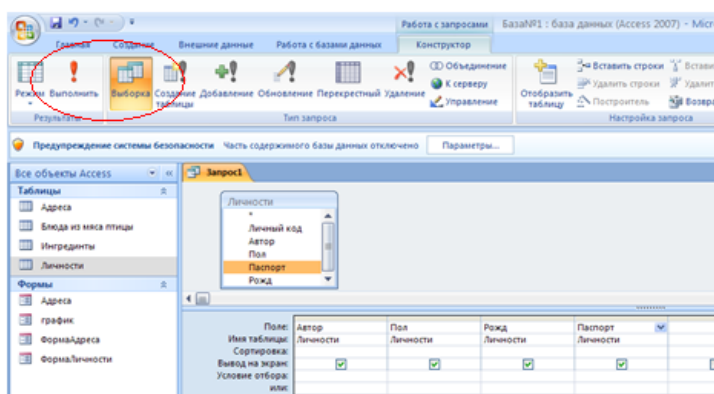 Работа с запросами БазаNº1 : база данных (Access 2007) - Micr
Главная Создание Внешние данные Работа с базами данных Конструктор
Режим Выполнить Выборка Создание таблицы Добавление Обновление Перекрестный Удаление
Объединение
К серверу
Управление
Отобразить таблицу
Вставить строки
Удалить строки
Построитель
Встави
Удалит
Возвра
Результаты Тип запроса Настройка запроса
Предупреждение системы безопасности Часть содержимого базы данных отключено Параметры...
Все объекты Access
Таблицы
Адреса
Блюда из мяса птицы
Ингредиенты
Личности
Формы
Адреса
график
ФормаАдреса
ФормаЛичности
Запрос1
Личности
*
Личный код
Автор
Пол
Паспорт
Рожд
Поле: Автор Пол Рожд Паспорт
Имя таблицы: Личности Личности Личности Личности
Сортировка:
Вывод на экран:
Условие отбора:
или: